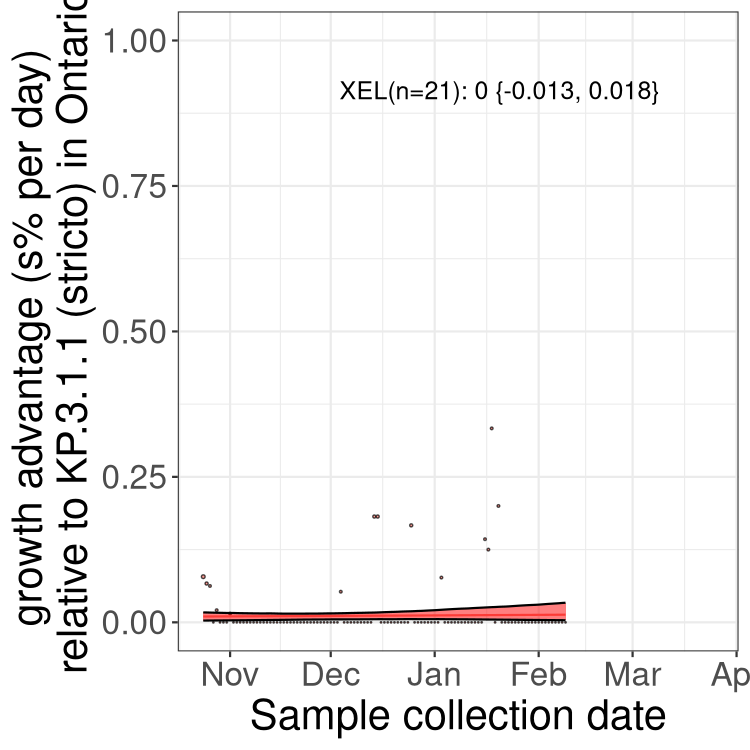 growth advantage (s% per day)
relative to KP.3.1.1 (stricto) in Ontario
1.00
0.75
0.50
0.25
0.00
XEL(n=21): 0 {-0.013, 0.018}
Nov Dec Jan Feb Mar Ap
Sample collection date